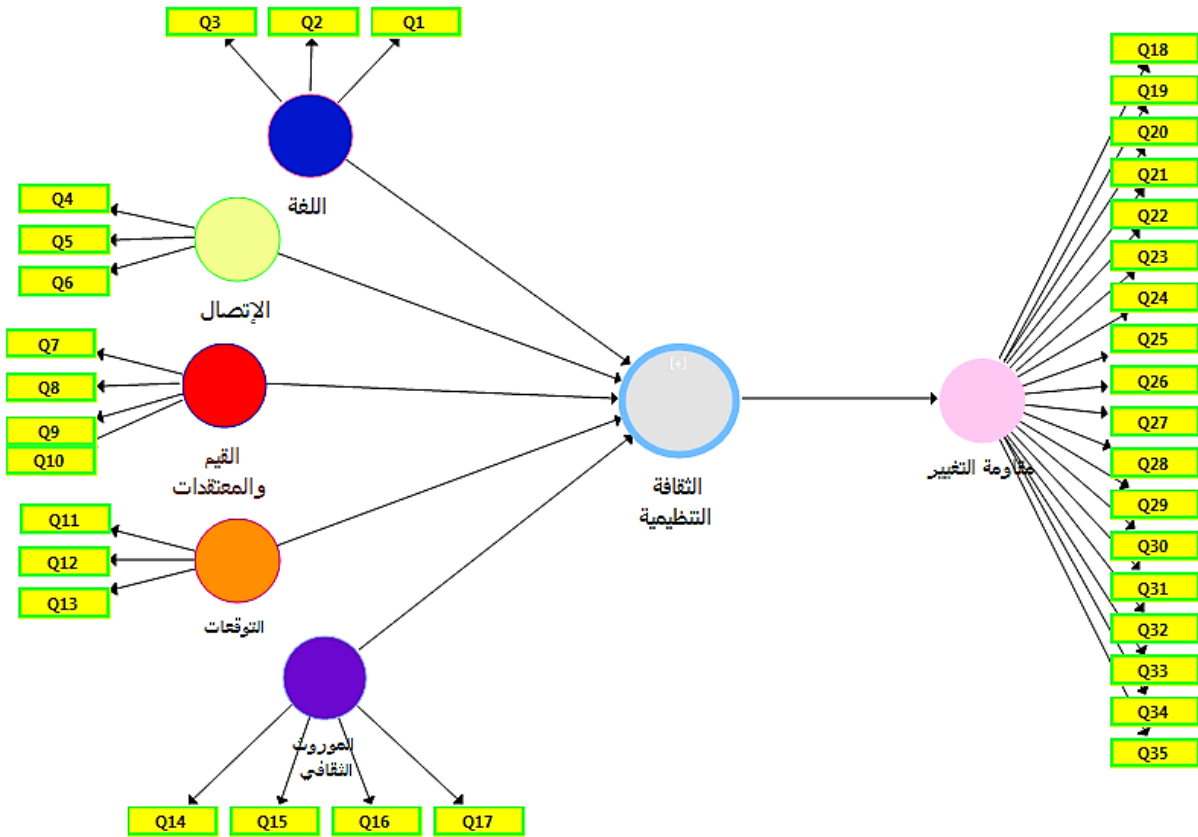 Q3
Q2
Q1
اللغة
Q4
Q5
Q6
الإتصال
Q7
Q8
Q9
Q10
القيم
والمعتقدات
Q11
Q12
Q13
التوقعات
الموروث
الثقافي
Q14
Q15
Q16
Q17
[+]
الثقافة
التنظيمية
مقاومة التغيير
Q18
Q19
Q20
Q21
Q22
Q23
Q24
Q25
Q26
Q27
Q28
Q29
Q30
Q31
Q32
Q33
Q34
Q35